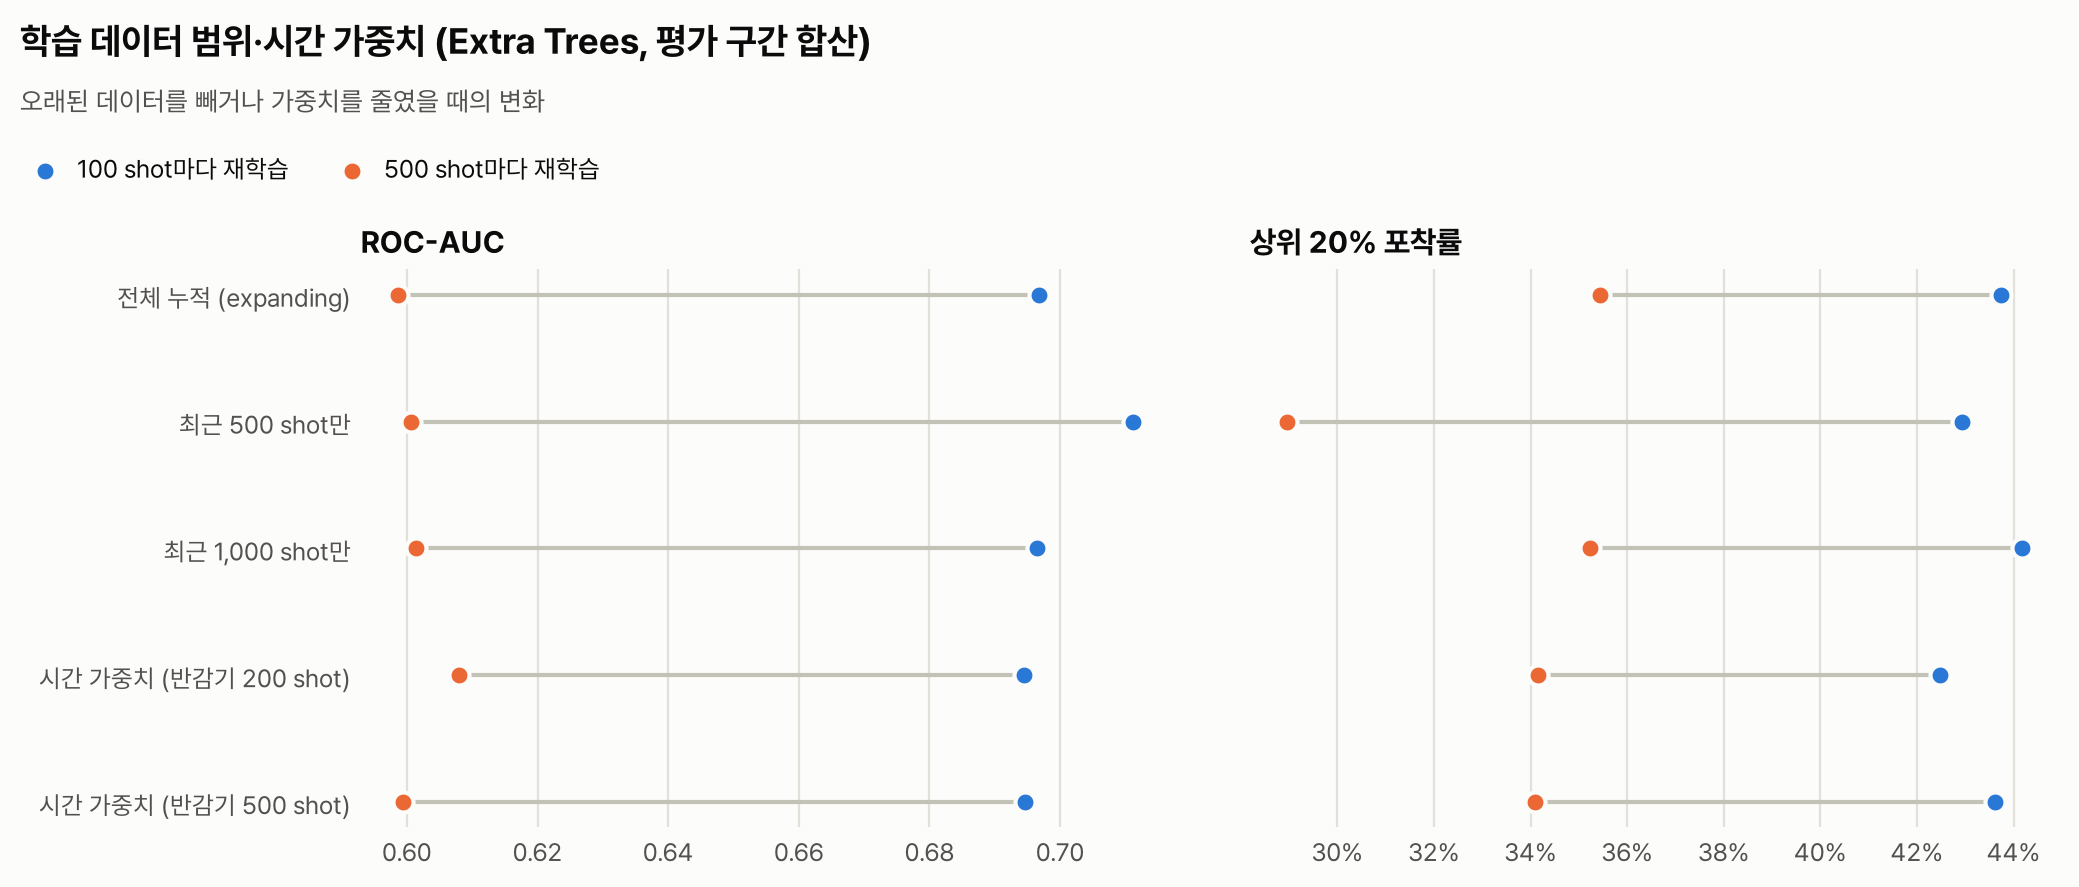 학습 데이터 범위·시간 가중치 (Extra Trees, 평가 구간 합산)
오래된 데이터를 빼거나 가중치를 줄였을 때의 변화
100 shot마다 재학습
500 shot마다 재학습
ROC-AUC
상위 20% 포착률
전체 누적 (expanding)
최근 500 shot만
최근 1,000 shot만
시간 가중치 (반감기 200 shot)
시간 가중치 (반감기 500 shot)
0.60 0.62 0.64 0.66 0.68 0.70
30% 32% 34% 36% 38% 40% 42% 44%